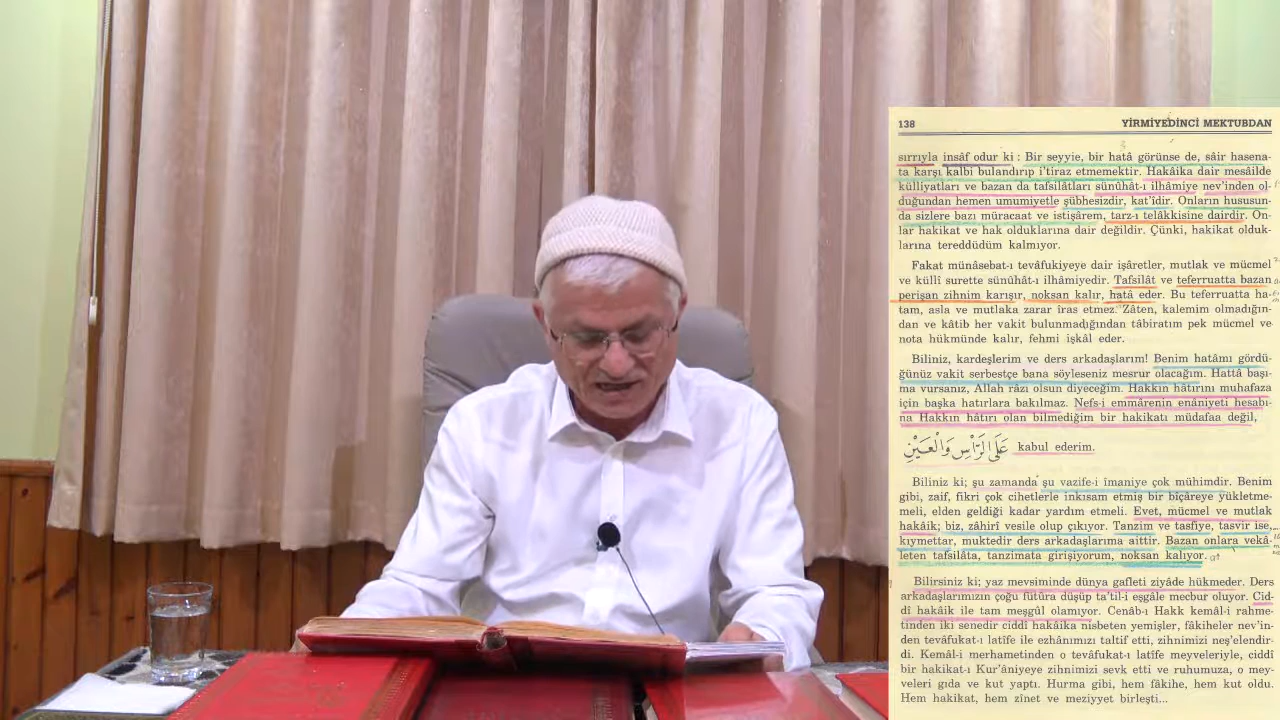 138 YİRMİYEDİNCİ MEKTUBDAN
sırrıyla insâf odur ki : Bir seyyie, bir hatâ görünse de, sâir hasena-
ta karşı kalbi bulandırıp i'tiraz etmemektir. Hakâika dair mesâilde
külliyatları ve bazan da tafsilâtları sünûhât-ı ilhâmiye nev'inden ol-
duğundan hemen umumiyetle şübhesizdir, kat'îdir. Onların hususun-
da sizlere bazı müracaat ve istişârem, tarz-ı telâkkisine dairdir. On-
lar hakikat ve hak olduklarına dair değildir. Çünki, hakikat olduk-
larına tereddüdüm kalmıyor.
Fakat münâsebat-ı tevâfukiyeye dair işâretler, mutlak ve mücmel
ve küllî surette sünûhât-ı ilhâmiyedir. Tafsilât ve teferruatta bazan
perişan zihnim karışır, noksan kalır, hatâ eder. Bu teferruatta ha-
tam, asla ve mutlaka zarar iras etmez. Zâten, kalemim olmadığın-
dan ve kâtib her vakit bulunmadığından tâbiratım pek mücmel ve
nota hükmünde kalır, fehmi işkâl eder.
Biliniz, kardeşlerim ve ders arkadaşlarım! Benim hatâmı gördü-
ğünüz vakit serbestçe bana söyleseniz mesrur olacağım. Hattâ başı-
ma vursanız, Allah râzı olsun diyeceğim. Hakkın hâtırını muhafaza
için başka hatırlara bakılmaz. Nefs-i emmârenin enâniyeti hesabı-
na Hakkın hâtırı olan bilmediğim bir hakikatı müdafaa değil,
عَلَى الرَّاْسِ وَالْعَيْنِ kabul ederim.
Biliniz ki; şu zamanda şu vazife-i imaniye çok mühimdir. Benim
gibi, zaif, fikri çok cihetlerle inkısam etmiş bir bîçâreye yükletme-
meli, elden geldiği kadar yardım etmeli. Evet, mücmel ve mutlak
hakâik; biz, zâhirî vesile olup çıkıyor. Tanzim ve tasfiye, tasvir ise,
kıymettar, muktedir ders arkadaşlarıma aittir. Bazan onlara vekâ-
leten tafsilâta, tanzimata girişiyorum, noksan kalıyor.
Bilirsiniz ki; yaz mevsiminde dünya gafleti ziyâde hükmeder. Ders
arkadaşlarımızın çoğu fütûra düşüp ta'til-i eşgâle mecbur oluyor. Cid-
dî hakâik ile tam meşgûl olamıyor. Cenâb-ı Hakk kemâl-i rahme-
tinden iki senedir ciddî hakâika nisbeten yemişler, fâkiheler nev'in-
den tevâfukat-ı latîfe ile ezhânımızı taltif etti, zihnimizi neş'elendir-
di. Kemâl-i merhametinden o tevâfukat-ı latîfe meyveleriyle, ciddî
bir hakikat-ı Kur'âniyeye zihnimizi sevk etti ve ruhumuza, o mey-
veleri gıda ve kut yaptı. Hurma gibi, hem fâkihe, hem kut oldu.
Hem hakikat, hem zînet ve meziyyet birleşti...